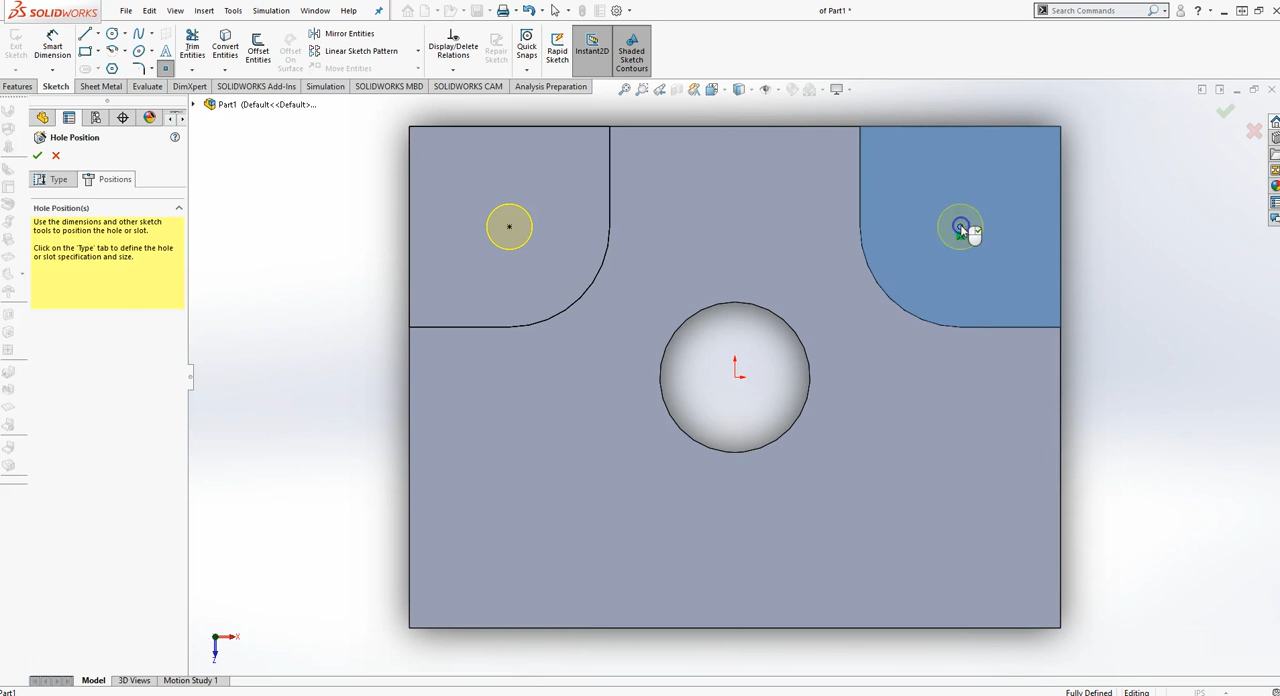 SOLIDWORKS File Edit View Insert Tools Simulation Window Help of Part1 * Search Commands ?
Exit Sketch Smart Dimension Trim Entities Convert Entities Offset Entities Offset On Surface Mirror Entities Linear Sketch Pattern Move Entities Display/Delete Relations Repair Sketch Quick Snaps Rapid Sketch Instant2D Shaded Sketch Contours
Features Sketch Sheet Metal Evaluate DimXpert SOLIDWORKS Add-Ins Simulation SOLIDWORKS MBD SOLIDWORKS CAM Analysis Preparation
Part1 (Default<<Default>...
Hole Position
Type Positions
Hole Position(s)
Use the dimensions and other sketch
tools to position the hole or slot.
Click on the 'Type' tab to define the hole
or slot specification and size.
X
Z
Model 3D Views Motion Study 1
Part1 Fully Defined Editing IPS